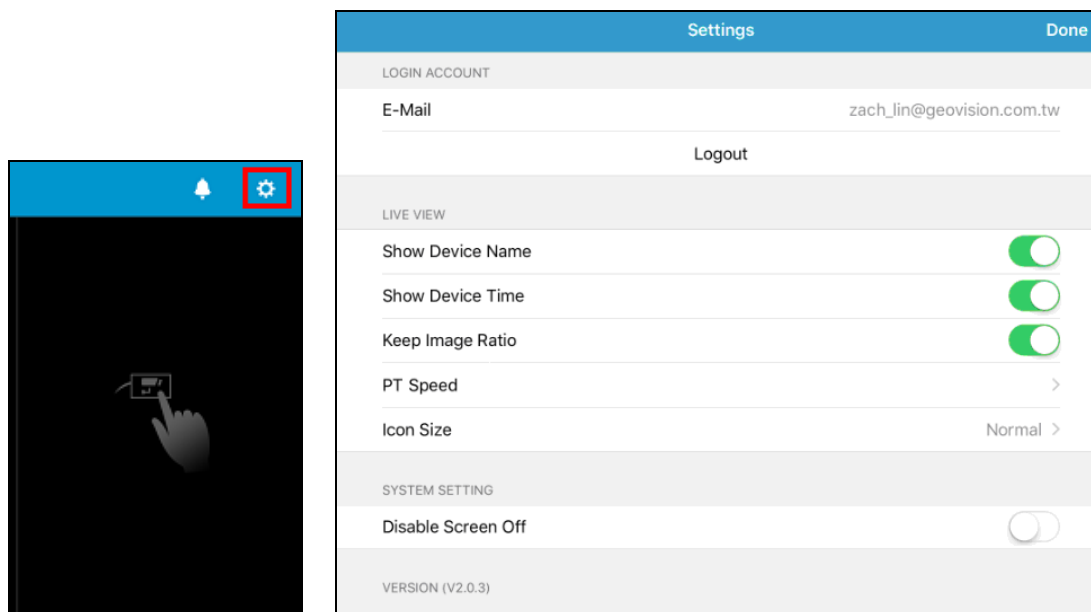 Settings Done
LOGIN ACCOUNT
E-Mail zach_lin@geovision.com.tw
Logout
LIVE VIEW
Show Device Name
Show Device Time
Keep Image Ratio
PT Speed
Icon Size Normal
SYSTEM SETTING
Disable Screen Off
VERSION (V2.0.3)